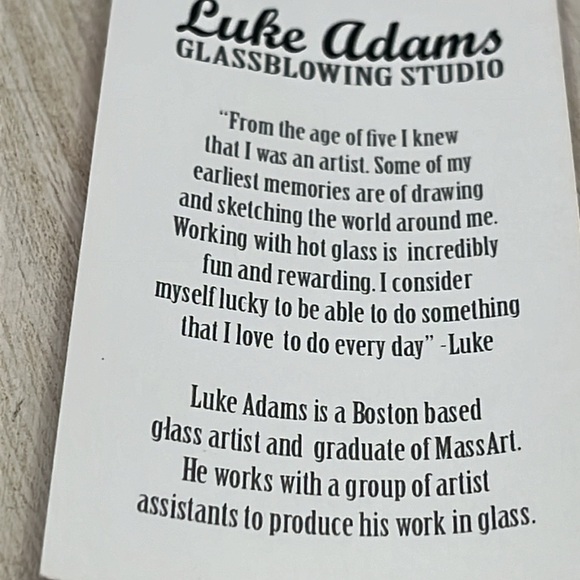 Luke Adams
GLASSBLOWING STUDIO
“From the age of five I knew
that I was an artist. Some of my
earliest memories are of drawing
and sketching the world around me.
Working with hot glass is incredibly
fun and rewarding. I consider
myself lucky to be able to do something
that I love to do every day” -Luke
Luke Adams is a Boston based
glass artist and graduate of MassArt.
He works with a group of artist
assistants to produce his work in glass.